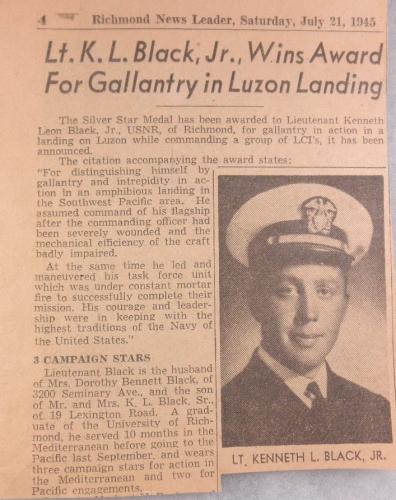 4 Richmond News Leader, Saturday, July 21, 1945
Lt. K. L. Black, Jr., Wins Award
For Gallantry in Luzon Landing
The Silver Star Medal has been awarded to Lieutenant Kenneth
Leon Black, Jr., USNR, of Richmond, for gallantry in action in a
landing on Luzon while commanding a group of LCI's, it has been
announced.
The citation accompanying the award states:
"For distinguishing himself by
gallantry and intrepidity in ac-
tion in an amphibious landing in
the Southwest Pacific area. He
assumed command of his flagship
after the commanding officer had
been severely wounded and the
mechanical efficiency of the craft
badly impaired.
At the same time he led and
maneuvered his task force unit
which was under constant mortar
fire to successfully complete their
mission. His courage and leader-
ship were in keeping with the
highest traditions of the Navy of
the United States."
3 CAMPAIGN STARS
Lieutenant Black is the husband
of Mrs. Dorothy Bennett Black, of
3200 Seminary Ave., and the son
of Mr. and Mrs. K. L. Black, Sr.,
of 19 Lexington Road. A grad-
uate of the University of Rich-
mond, he served 10 months in the
Mediterranean before going to the
Pacific last September, and wears
three campaign stars for action in
the Mediterranean and two for
Pacific engagements.
LT. KENNETH L. BLACK, JR.